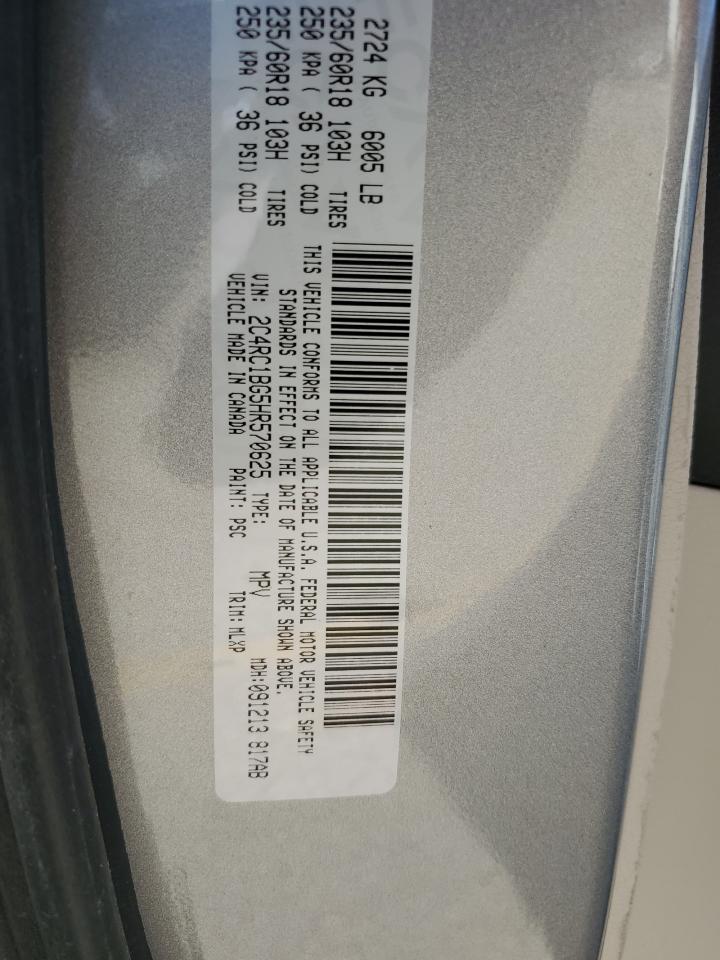 2724 KG 6005 LB
235/60R18 103H TIRES
250 KPA ( 36 PSI) COLD
235/60R18 103H TIRES
250 KPA ( 36 PSI) COLD
THIS VEHICLE CONFORMS TO ALL APPLICABLE U.S.A. FEDERAL MOTOR VEHICLE SAFETY
STANDARDS IN EFFECT ON THE DATE OF MANUFACTURE SHOWN ABOVE.
VIN: 2C4RC1BG5HR570625 TYPE: MPV MDH:091213 817AB
VEHICLE MADE IN CANADA PAINT: PSC TRIM: MLXP